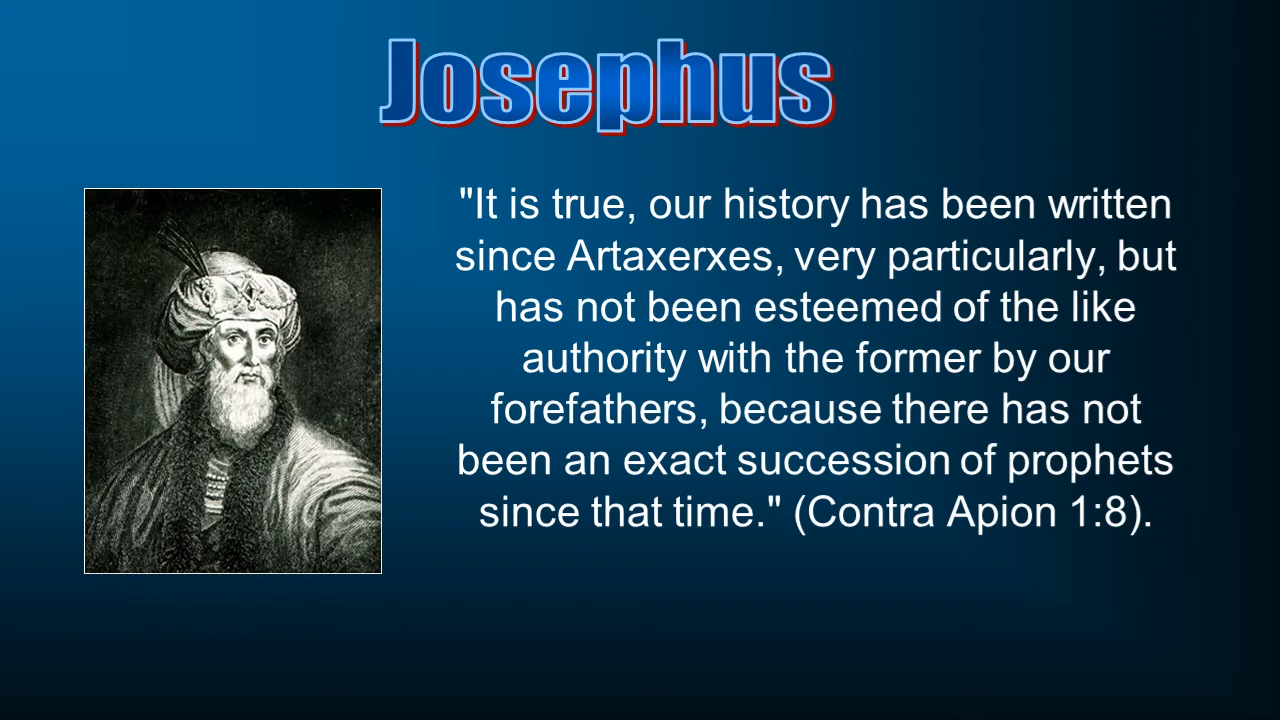 Josephus
"It is true, our history has been written
since Artaxerxes, very particularly, but
has not been esteemed of the like
authority with the former by our
forefathers, because there has not
been an exact succession of prophets
since that time." (Contra Apion 1:8).